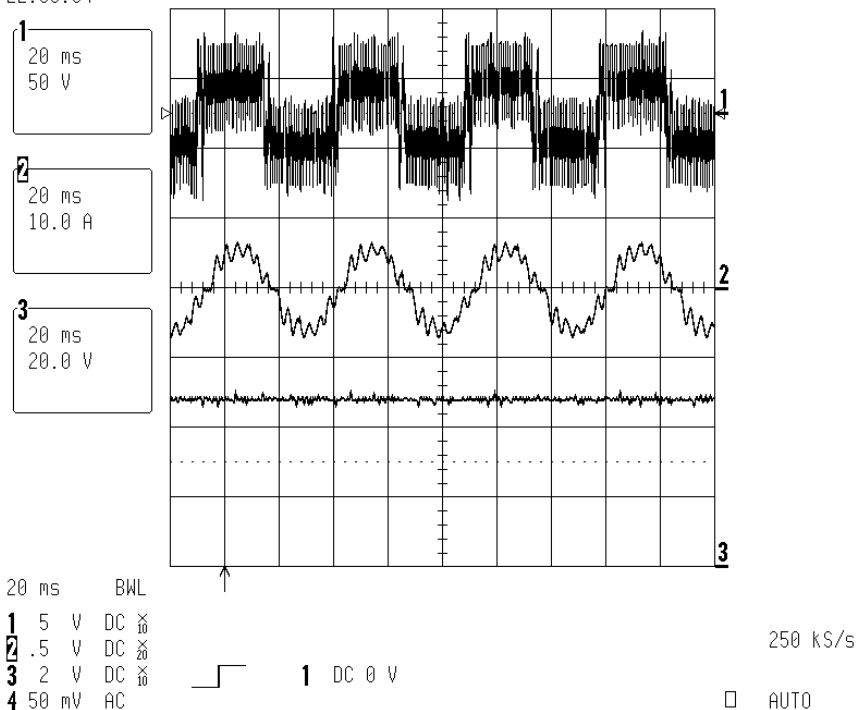 1
20 ms
50 V
2
20 ms
10.0 A
3
20 ms
20.0 V
1
2
3
20 ms BWL
1 5 V DC X10
2 .5 V DC X20
3 2 V DC X10
4 50 mV AC
1 DC 0 V
250 kS/s
AUTO